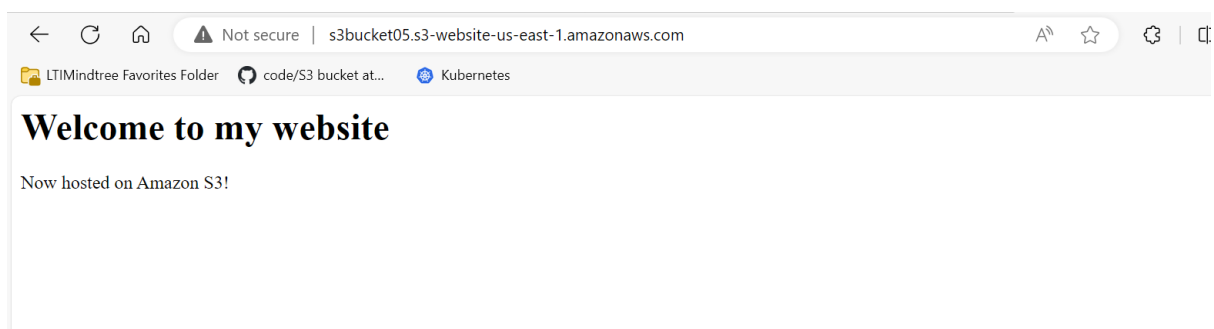 Not secure | s3bucket05.s3-website-us-east-1.amazonaws.com A
LTIMindtree Favorites Folder code/S3 bucket at... Kubernetes
Welcome to my website
Now hosted on Amazon S3!